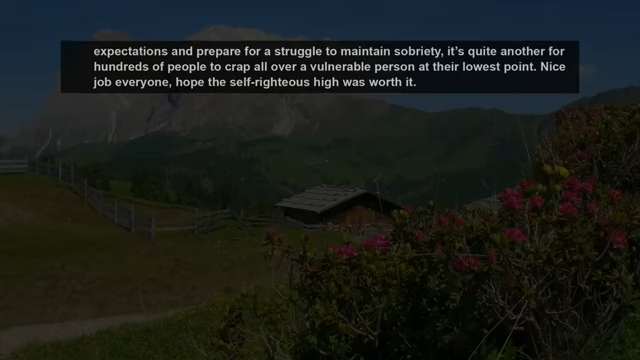 expectations and prepare for a struggle to maintain sobriety, it’s quite another for
hundreds of people to crap all over a vulnerable person at their lowest point. Nice
job everyone, hope the self-righteous high was worth it.